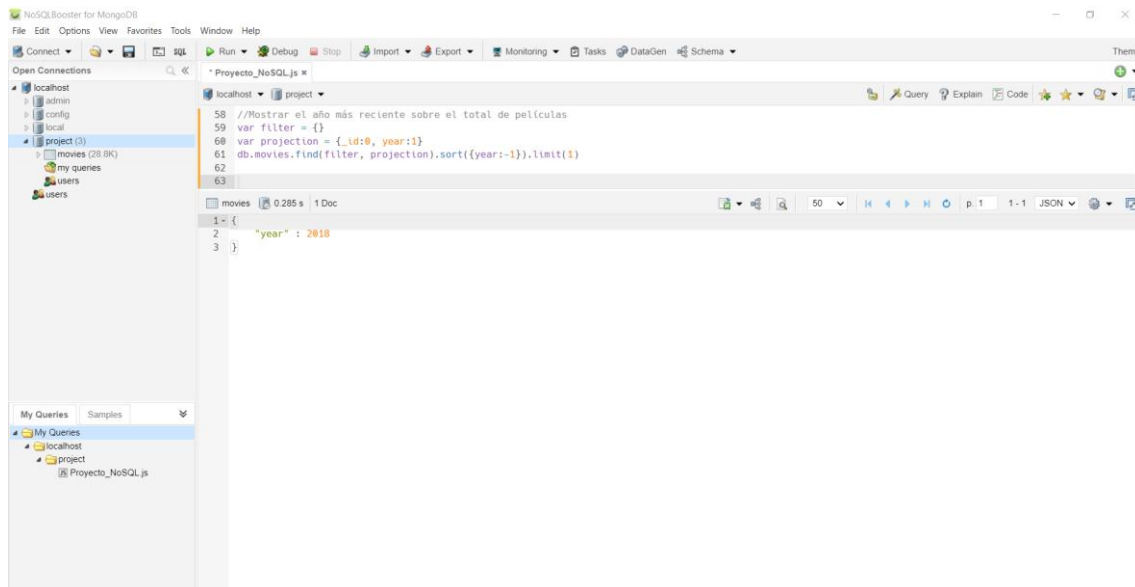 NoSQLBooster for MongoDB
File Edit Options View Favorites Tools Window Help
Connect SQL Run Debug Stop Import Export Monitoring Tasks DataGen Schema Them
Open Connections
* Proyecto_NoSQL.js
localhost
admin
config
local
project (3)
movies (28.8K)
my queries
users
users
localhost project Query Explain Code
58 //Mostrar el año más reciente sobre el total de películas
59 var filter = {}
60 var projection = {_id:0, year:1}
61 db.movies.find(filter, projection).sort({year:-1}).limit(1)
62
63
movies 0.285 s 1 Doc 50 p. 1 1 - 1 JSON
1 {
2 "year" : 2018
3 }
My Queries Samples
My Queries
localhost
project
Proyecto_NoSQL.js